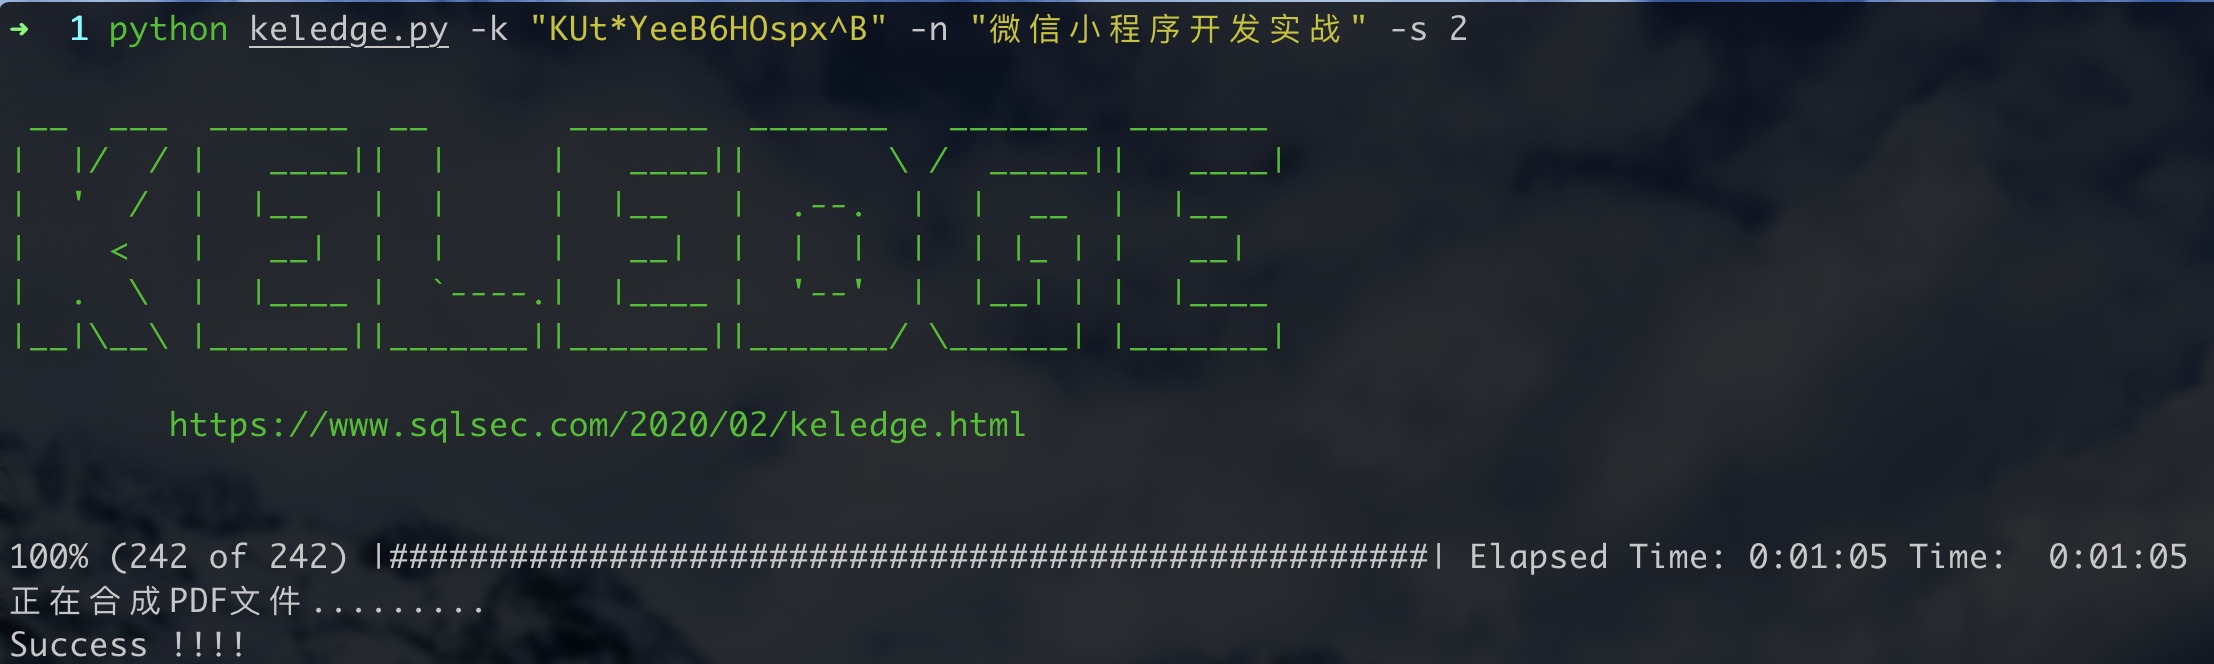 ➜  1 python keledge.py -k "KUt*YeeB6HOspx^B" -n "微信小程序开发实战" -s 2
  __  ___  _______  __       _______  _______   _______  _______
|  |/  / |   ____||  |     |   ____||       \ /  _____||   ____|
|  '  /  |  |__   |  |     |  |__   |  .--.  |  |  __  |  |__
|    <   |   __|  |  |     |   __|  |  |  |  |  | |_ | |   __|
|  .  \  |  |____ |  `----.|  |____ |  '--'  |  |__| | |  |____
|__|\__\ |_______||_______||_______||_______/ \______| |_______|
https://www.sqlsec.com/2020/02/keledge.html
100% (242 of 242) |####################################################| Elapsed Time: 0:01:05 Time:  0:01:05
正在合成PDF文件.........
Success !!!!